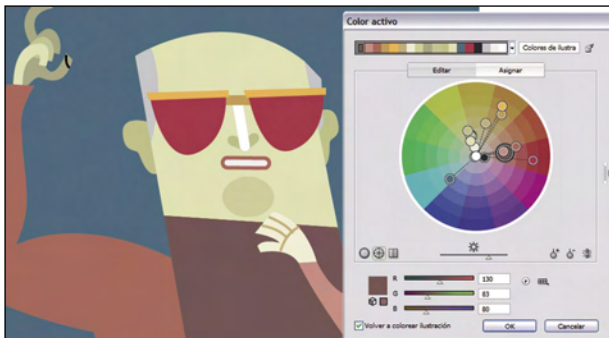 Color activo
Colores de ilustra
Editar Asignar
R 130
G 83
B 80
Volver a colorear ilustración OK Cancelar